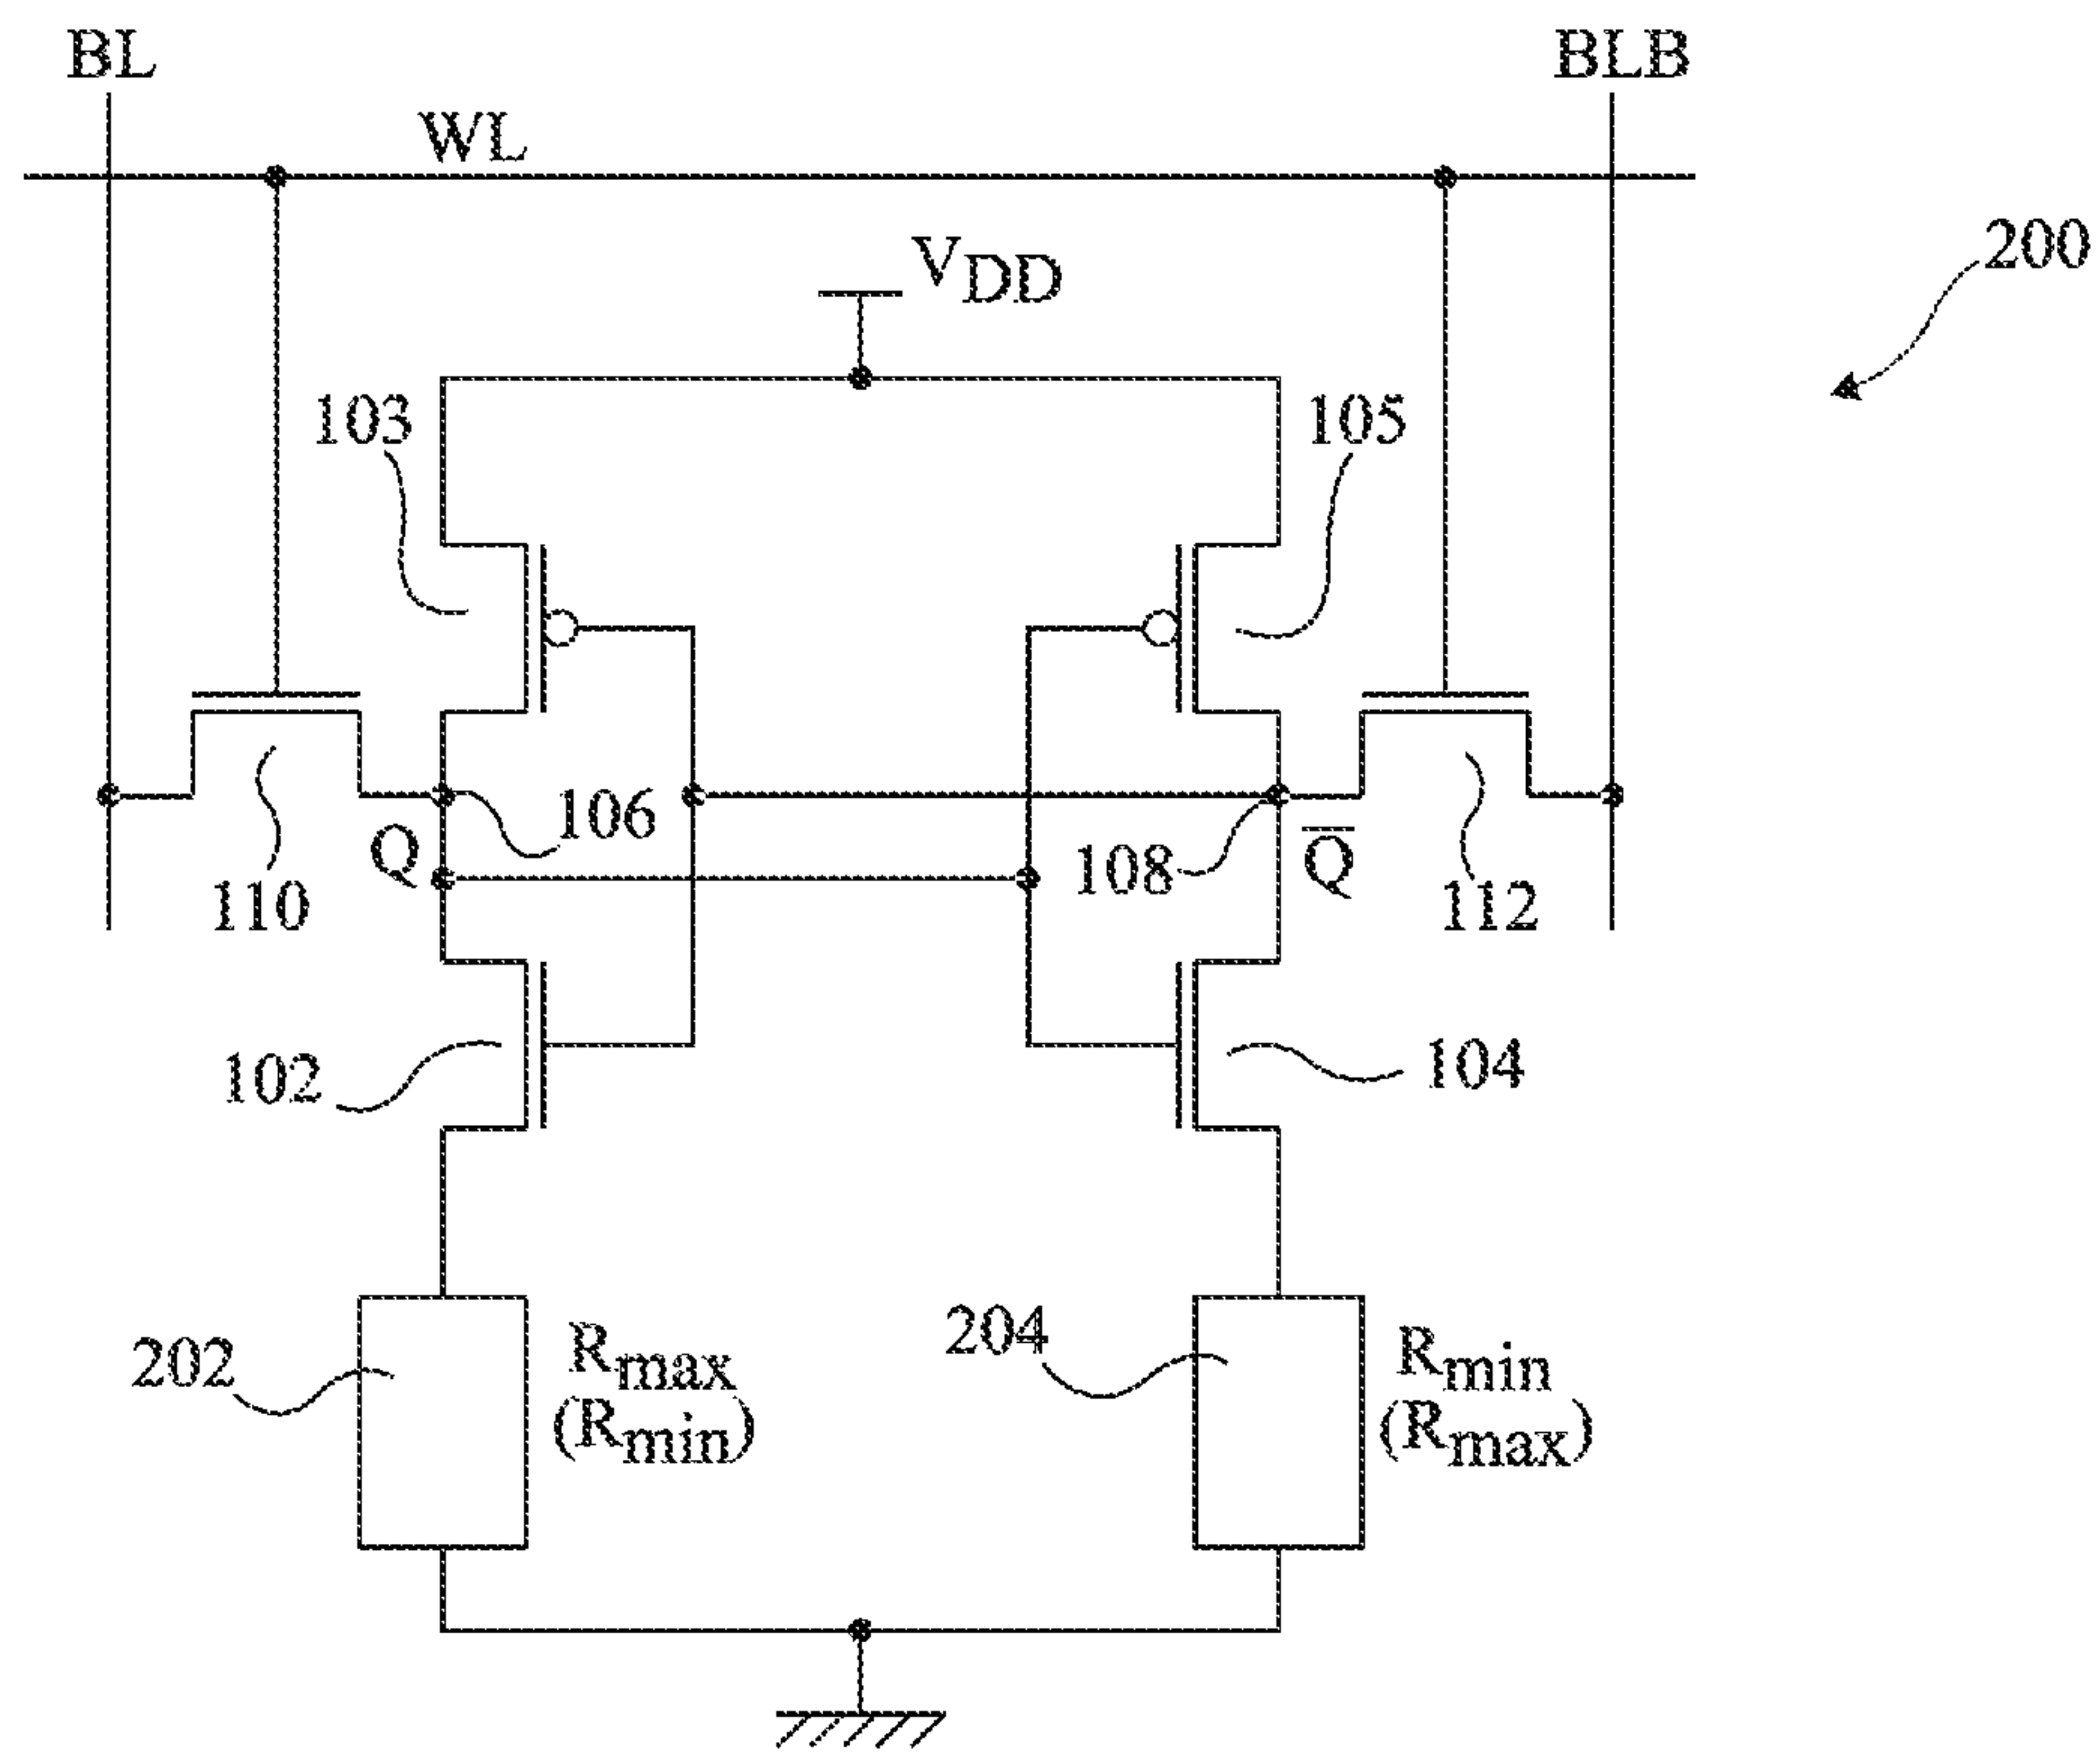 BL
BLB
WL
200
VDD
103
105
106
Q
108
Q̅
110
112
102
104
202
Rmax
(Rmin)
204
Rmin
(Rmax)